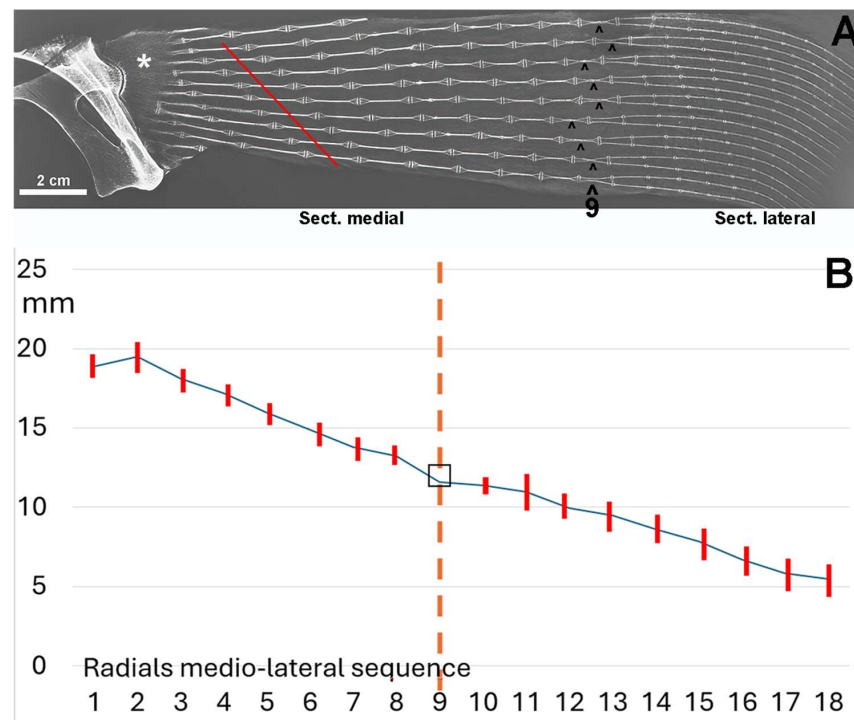 A
*
2 cm
^
^
^
^
^
^
^
^
^
9
Sect. medial Sect. lateral
B
25
mm
20
15
10
5
0
Radials medio-lateral sequence
1 2 3 4 5 6 7 8 9 10 11 12 13 14 15 16 17 18